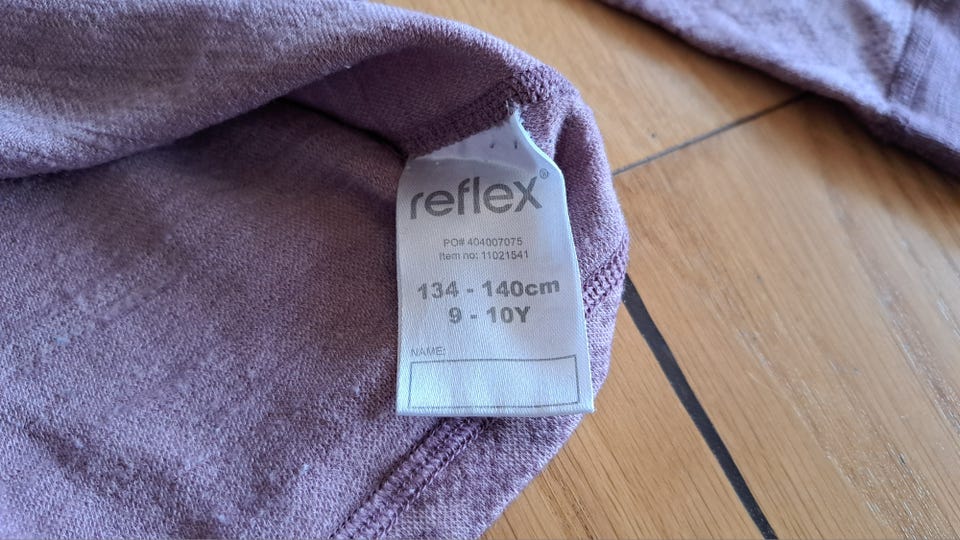 reflex®
PO# 404007075
Item no: 11021541
134 - 140cm
9 - 10Y
NAME: